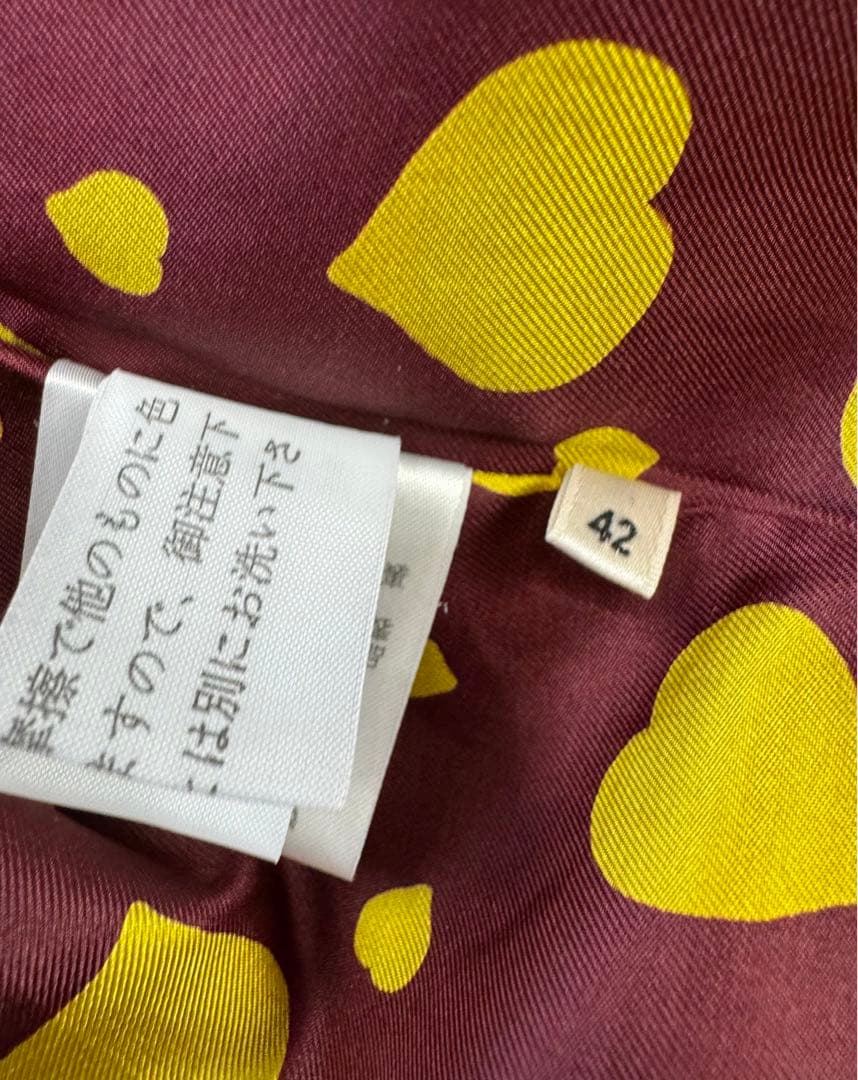 摩擦で他のものに色
ますので、御注意下
は別にお洗い下さ
42